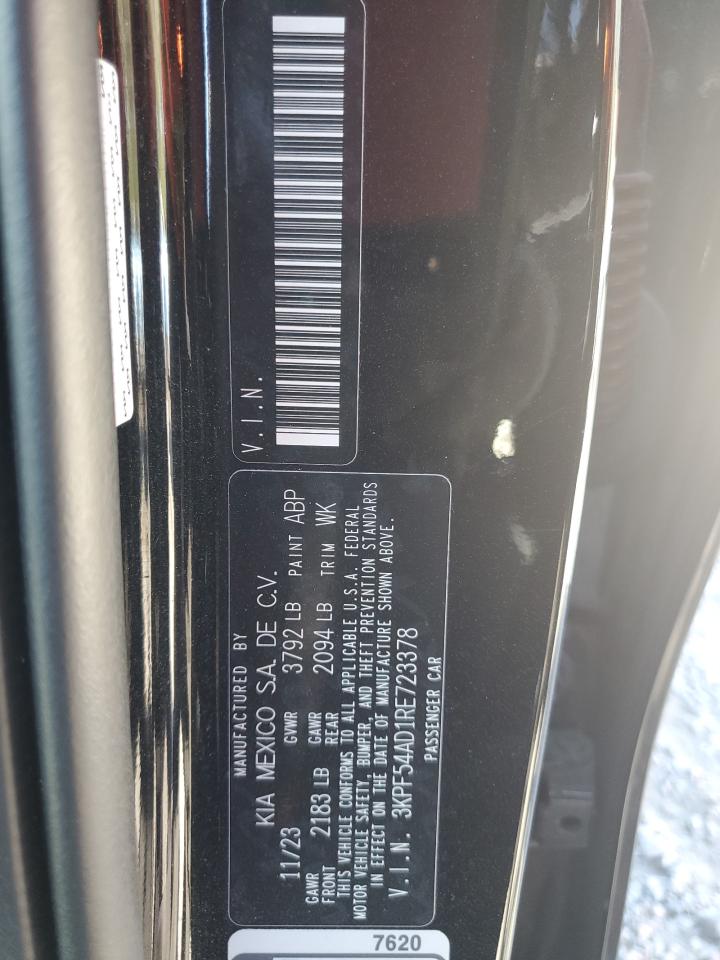 V.I.N.
MANUFACTURED BY
KIA MEXICO S.A. DE C.V.
11/23 GVWR 3792 LB PAINT ABP
GAWR FRONT 2183 LB GAWR REAR 2094 LB TRIM WK
THIS VEHICLE CONFORMS TO ALL APPLICABLE U.S.A. FEDERAL
MOTOR VEHICLE SAFETY, BUMPER, AND THEFT PREVENTION STANDARDS
IN EFFECT ON THE DATE OF MANUFACTURE SHOWN ABOVE.
V.I.N. 3KPF54AD1RE723378
PASSENGER CAR
7620